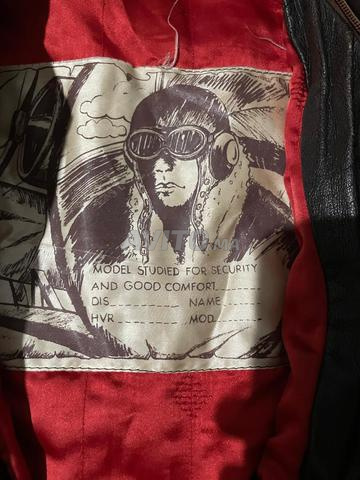 MODEL STUDIED FOR SECURITY
AND GOOD COMFORT
DIS NAME
HVR MOD